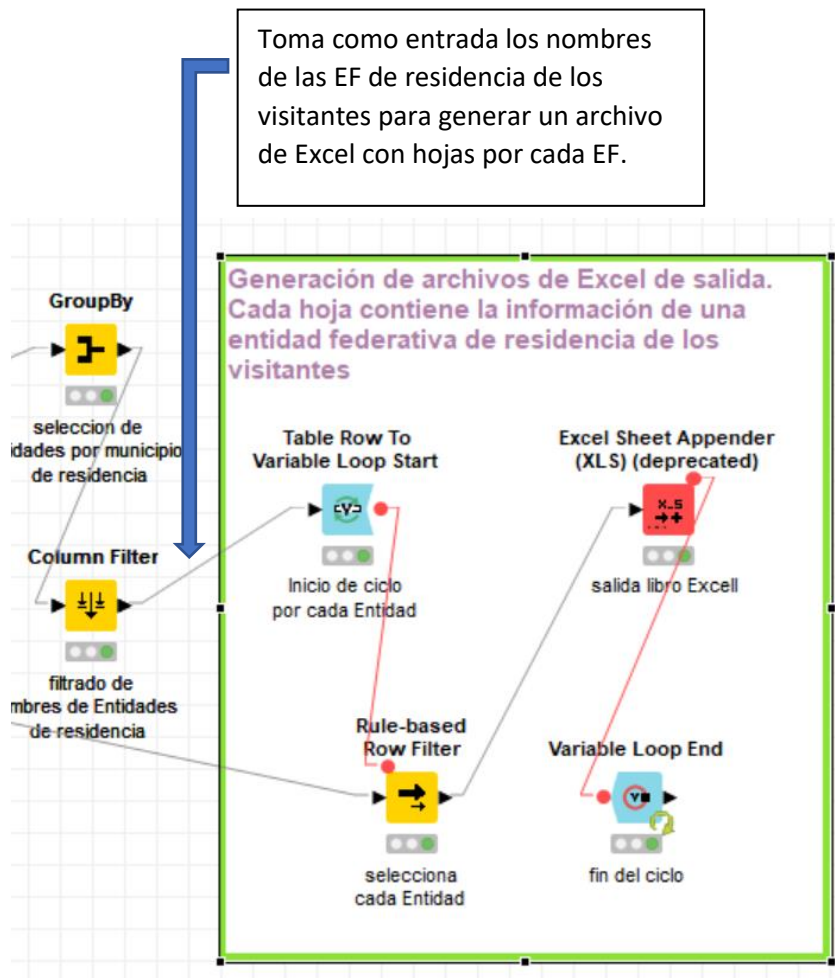 Toma como entrada los nombres
de las EF de residencia de los
visitantes para generar un archivo
de Excel con hojas por cada EF.
Generación de archivos de Excel de salida.
Cada hoja contiene la información de una
entidad federativa de residencia de los
visitantes
GroupBy
seleccion de
idades por municipio
de residencia
Table Row To
Variable Loop Start
Inicio de ciclo
por cada Entidad
Excel Sheet Appender
(XLS) (deprecated)
XLS
salida libro Excell
Column Filter
filtrado de
mbres de Entidades
de residencia
Rule-based
Row Filter
selecciona
cada Entidad
Variable Loop End
fin del ciclo